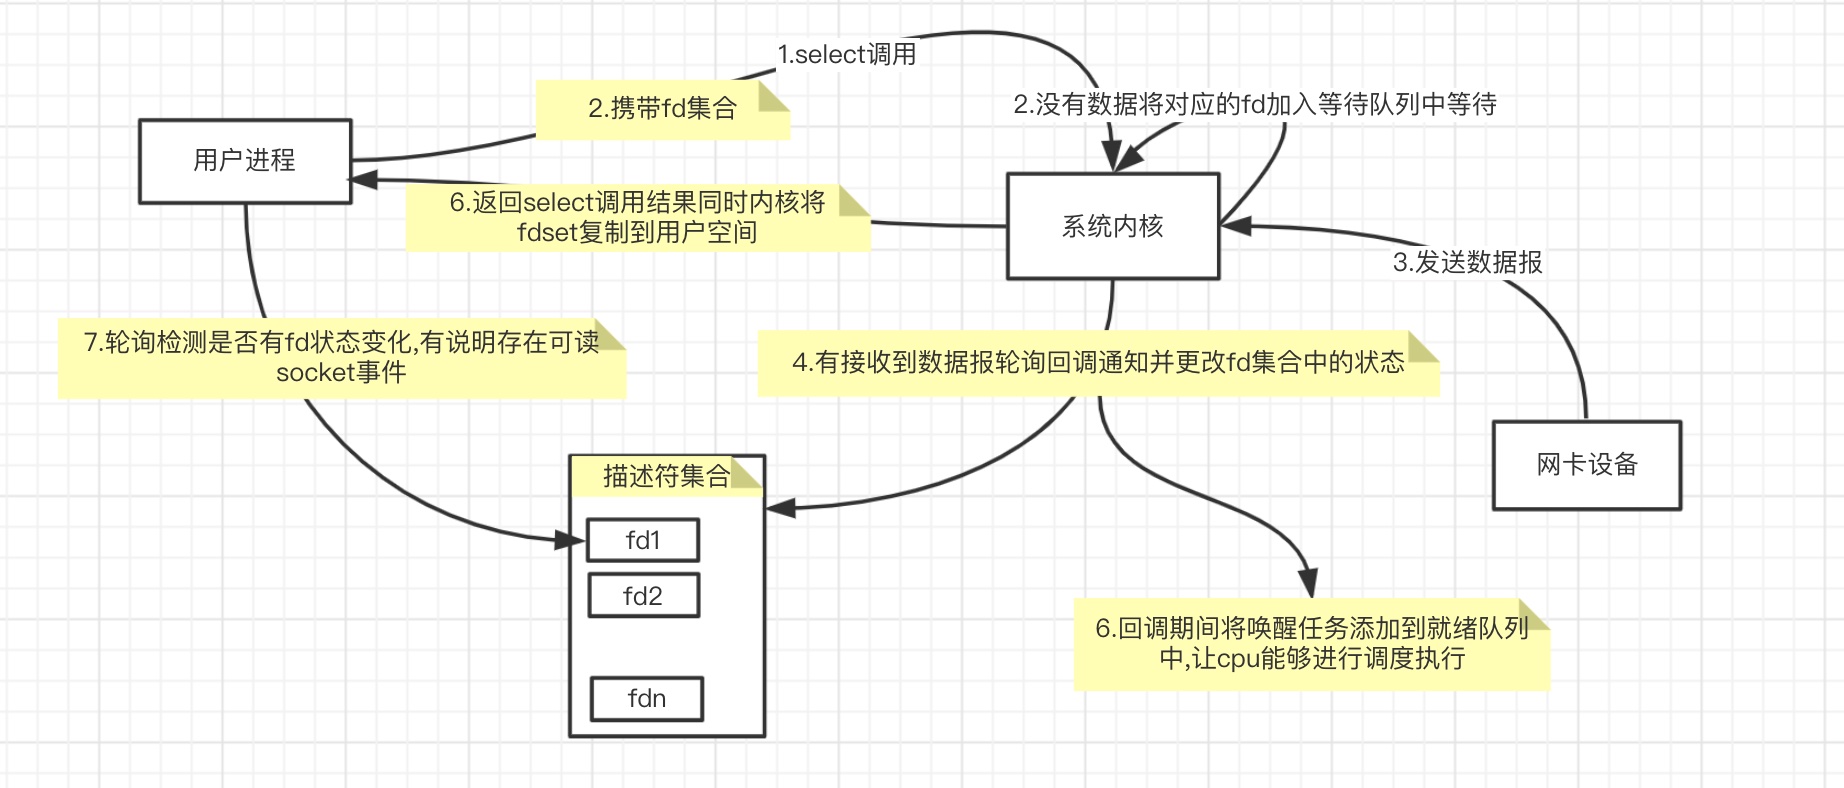 1.select调用
2.携带fd集合
2.没有数据将对应的fd加入等待队列中等待
用户进程
6.返回select调用结果同时内核将
fdset复制到用户空间
系统内核
3.发送数据报
7.轮询检测是否有fd状态变化,有说明存在可读
socket事件
4.有接收到数据报轮询回调通知并更改fd集合中的状态
网卡设备
描述符集合
fd1
fd2
fdn
6.回调期间将唤醒任务添加到就绪队列
中,让cpu能够进行调度执行